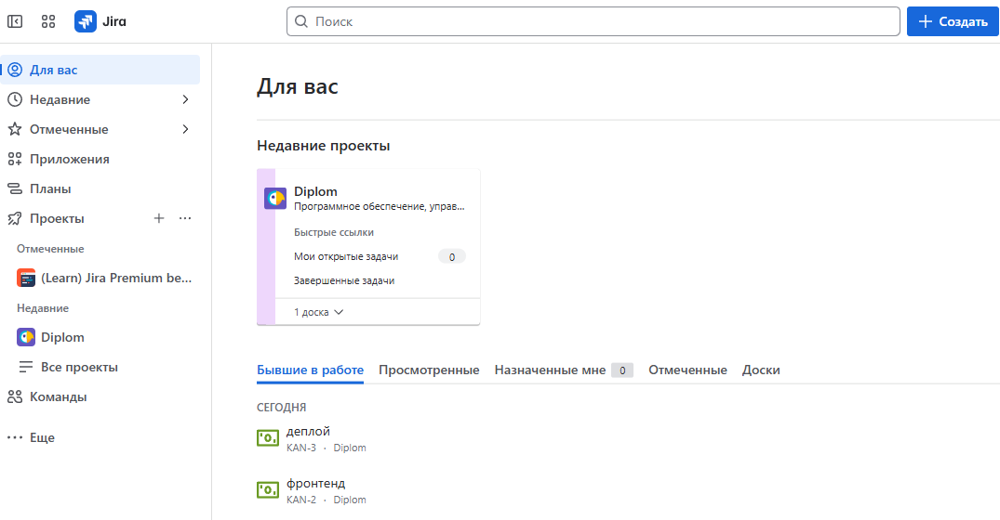 Jira
Поиск
Создать
Для вас
Недавние
Отмеченные
Приложения
Планы
Проекты
Отмеченные
(Learn) Jira Premium be...
Недавние
Diplom
Все проекты
Команды
Еще
Для вас
Недавние проекты
Diplom
Программное обеспечение, управ...
Быстрые ссылки
Мои открытые задачи 0
Завершенные задачи
1 доска
Бывшие в работе Просмотренные Назначенные мне 0 Отмеченные Доски
СЕГОДНЯ
деплой
KAN-3 · Diplom
фронтенд
KAN-2 · Diplom